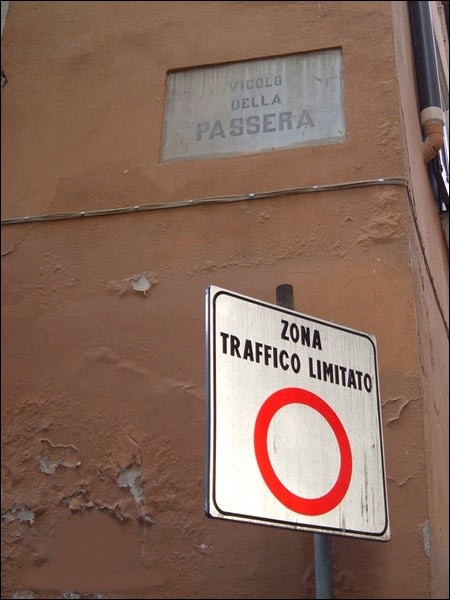 VICOLO
DELLA
PASSERA
ZONA
TRAFFICO LIMITATO